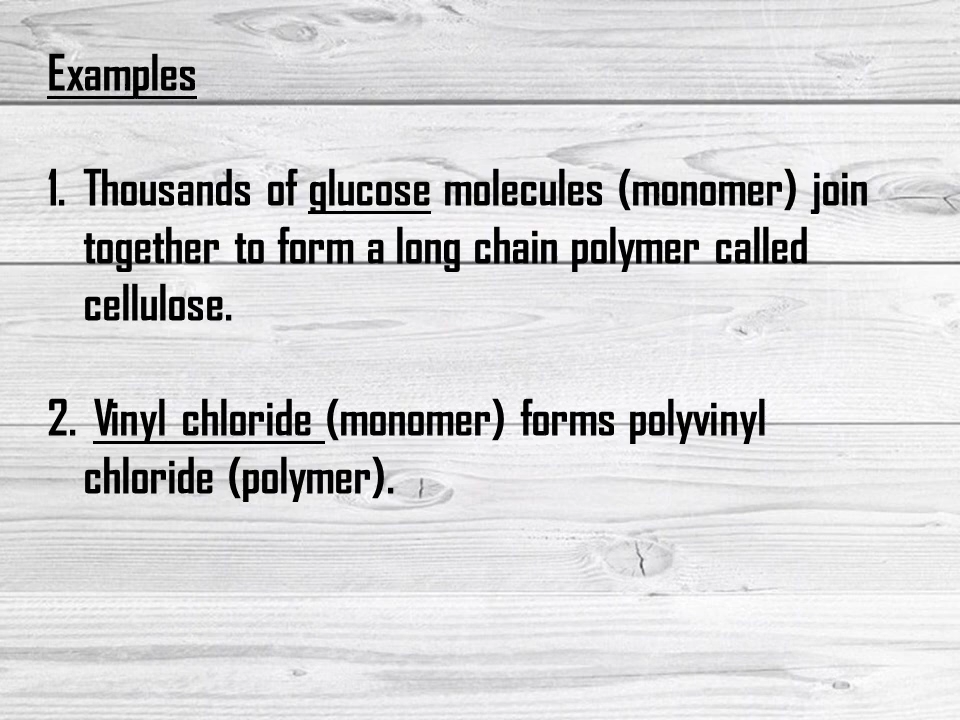 Examples
1. Thousands of glucose molecules (monomer) join
together to form a long chain polymer called
cellulose.
2. Vinyl chloride (monomer) forms polyvinyl
chloride (polymer).